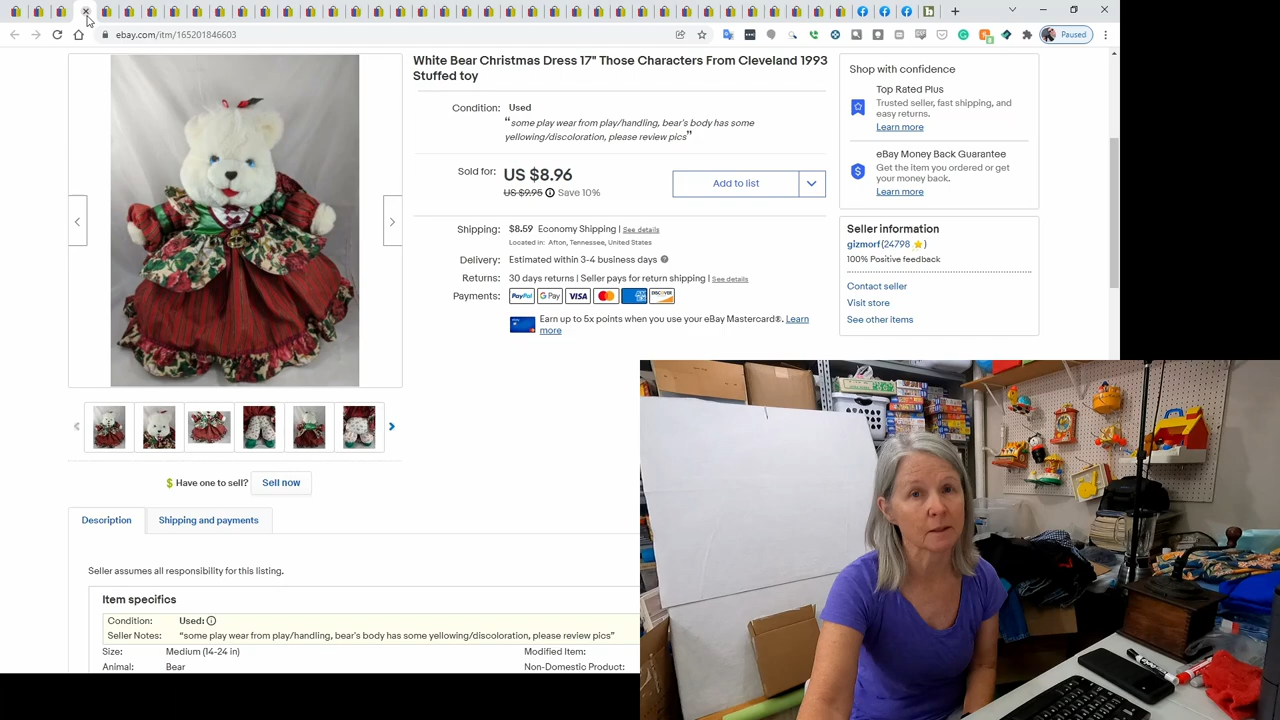 ebay.com/itm/165201846603
Paused
White Bear Christmas Dress 17" Those Characters From Cleveland 1993
Stuffed toy
Condition: Used
“some play wear from play/handling, bear's body has some
yellowing/discoloration, please review pics”
Sold for: US $8.96
US $9.95 Save 10%
Add to list
Shipping: $8.59 Economy Shipping | See details
Located in: Afton, Tennessee, United States
Delivery: Estimated within 3-4 business days
Returns: 30 days returns | Seller pays for return shipping | See details
Payments: PayPal G Pay VISA DISCOVER
Earn up to 5x points when you use your eBay Mastercard®. Learn
more
Shop with confidence
Top Rated Plus
Trusted seller, fast shipping, and
easy returns.
Learn more
eBay Money Back Guarantee
Get the item you ordered or get
your money back.
Learn more
Seller information
gizmorf (24798 )
100% Positive feedback
Contact seller
Visit store
See other items
$ Have one to sell? Sell now
Description
Shipping and payments
Seller assumes all responsibility for this listing.
Item specifics
Condition: Used:
Seller Notes: “some play wear from play/handling, bear's body has some yellowing/discoloration, please review pics”
Size: Medium (14-24 in)
Modified Item:
Animal: Bear
Non-Domestic Product: